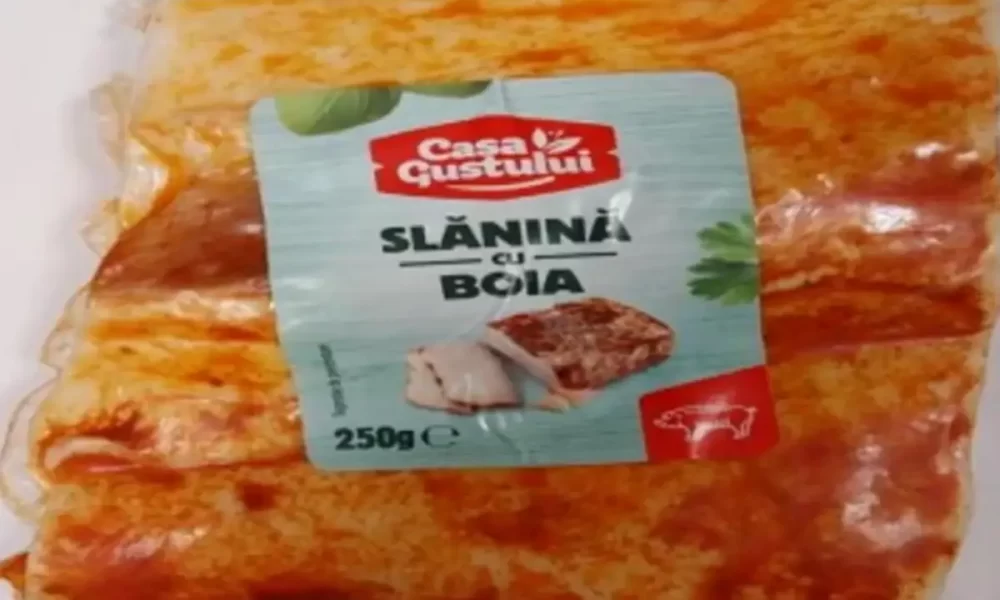 Casa
Gustului
SLĂNINĂ
CU
BOIA
250g ℮